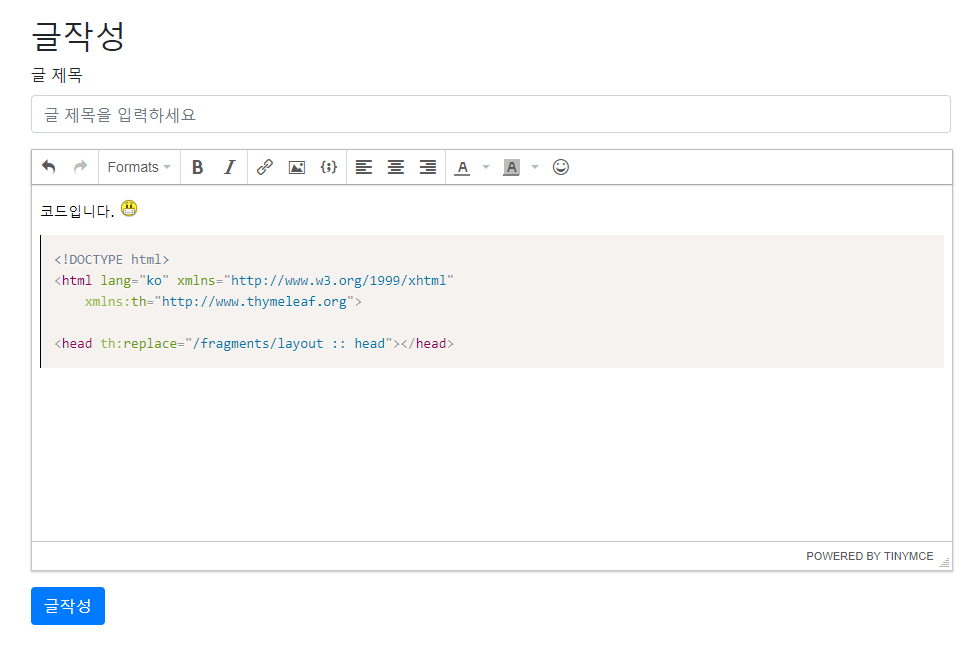 글작성
글 제목
글 제목을 입력하세요
Formats B I {;} A A
코드입니다.
<!DOCTYPE html>
<html lang="ko" xmlns="http://www.w3.org/1999/xhtml"
    xmlns:th="http://www.thymeleaf.org">
<head th:replace="/fragments/layout :: head"></head>
POWERED BY TINYMCE
글작성